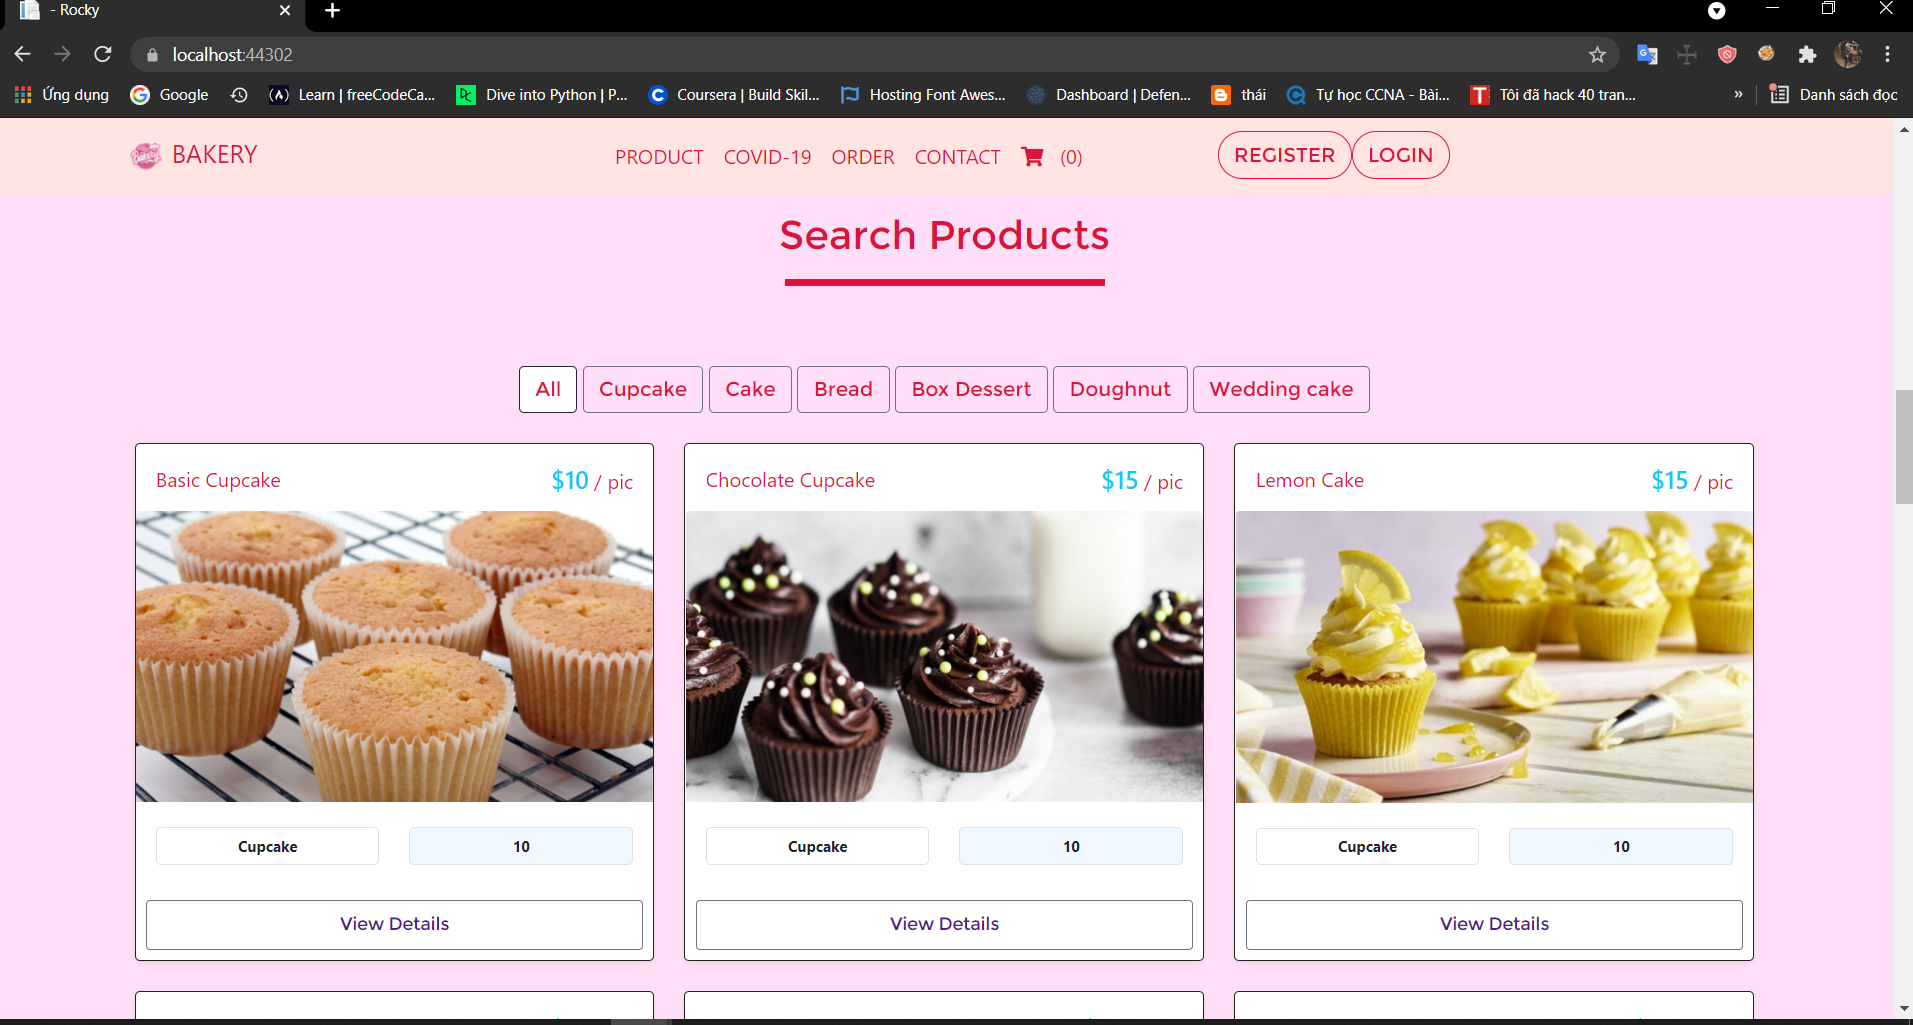 - Rocky
localhost:44302
Ứng dụng
Google
Learn | freeCodeCa...
Dive into Python | P...
Coursera | Build Skil...
Hosting Font Awes...
Dashboard | Defen...
thái
Tự học CCNA - Bài...
Tôi đã hack 40 tran...
»
Danh sách đọc
BAKERY
PRODUCT
COVID-19
ORDER
CONTACT
(0)
REGISTER
LOGIN
Search Products
All
Cupcake
Cake
Bread
Box Dessert
Doughnut
Wedding cake
Basic Cupcake
$10 / pic
Chocolate Cupcake
$15 / pic
Lemon Cake
$15 / pic
Cupcake
10
Cupcake
10
Cupcake
10
View Details
View Details
View Details